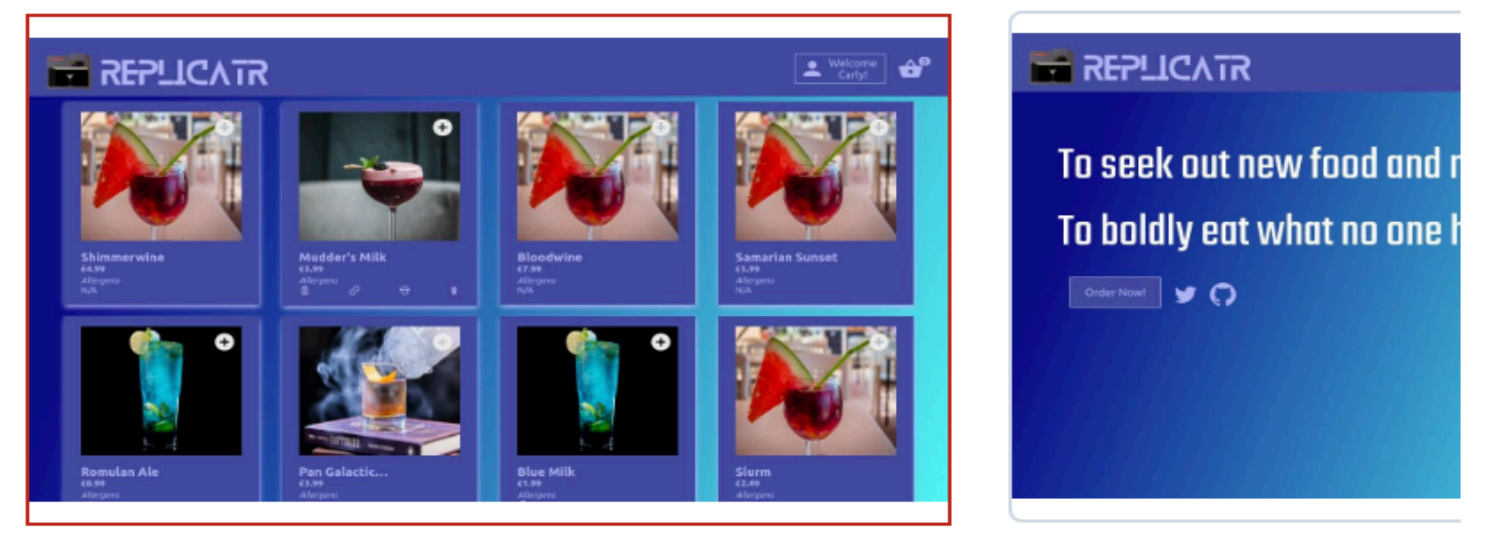 REPLICATR
Welcome
Carly!
0
Shimmerwine
£4.99
Allergens
N/A
Mudder's Milk
£5.99
Allergens
Bloodwine
£7.99
Allergens
N/A
Samarian Sunset
£5.99
Allergens
N/A
Romulan Ale
£8.99
Allergens
Pan Galactic...
£3.99
Allergens
Blue Milk
£1.99
Allergens
Slurm
£2.49
Allergens
REPLICATR
To seek out new food and
To boldly eat what no one
Order Now!